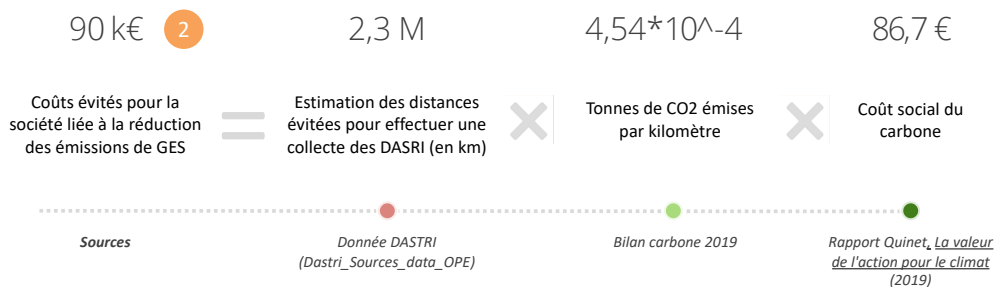 90 k€ 2 2,3 M 4,54*10^-4 86,7 €
Coûts évités pour la
société liée à la réduction
des émissions de GES
Estimation des distances
évitées pour effectuer une
collecte des DASRI (en km)
Tonnes de CO2 émises
par kilomètre
Coût social du
carbone
Sources
Donnée DASTRI
(Dastri_Sources_data_OPE)
Bilan carbone 2019
Rapport Quinet, La valeur
de l'action pour le climat
(2019)